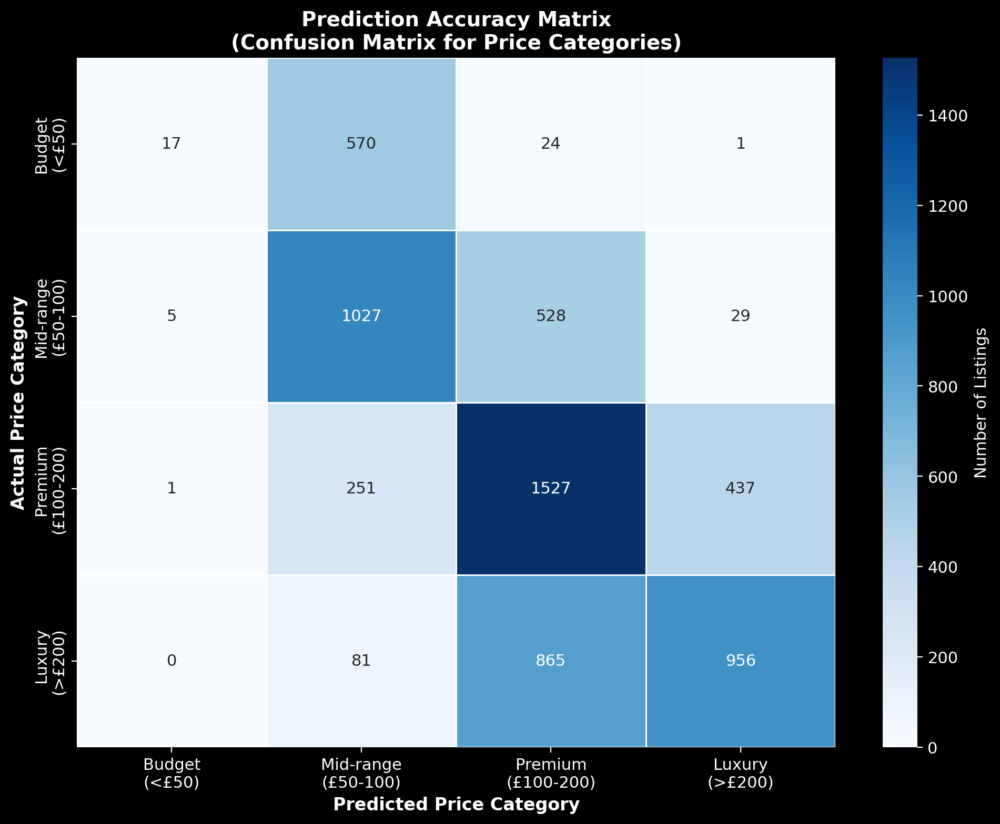 Prediction Accuracy Matrix
(Confusion Matrix for Price Categories)
Actual Price Category
Budget
(<£50)
Mid-range
(£50-100)
Premium
(£100-200)
Luxury
(>£200)
17 570 24 1
5 1027 528 29
1 251 1527 437
0 81 865 956
Budget
(<£50)
Mid-range
(£50-100)
Premium
(£100-200)
Luxury
(>£200)
Predicted Price Category
1400
1200
1000
800
600
400
200
0
Number of Listings